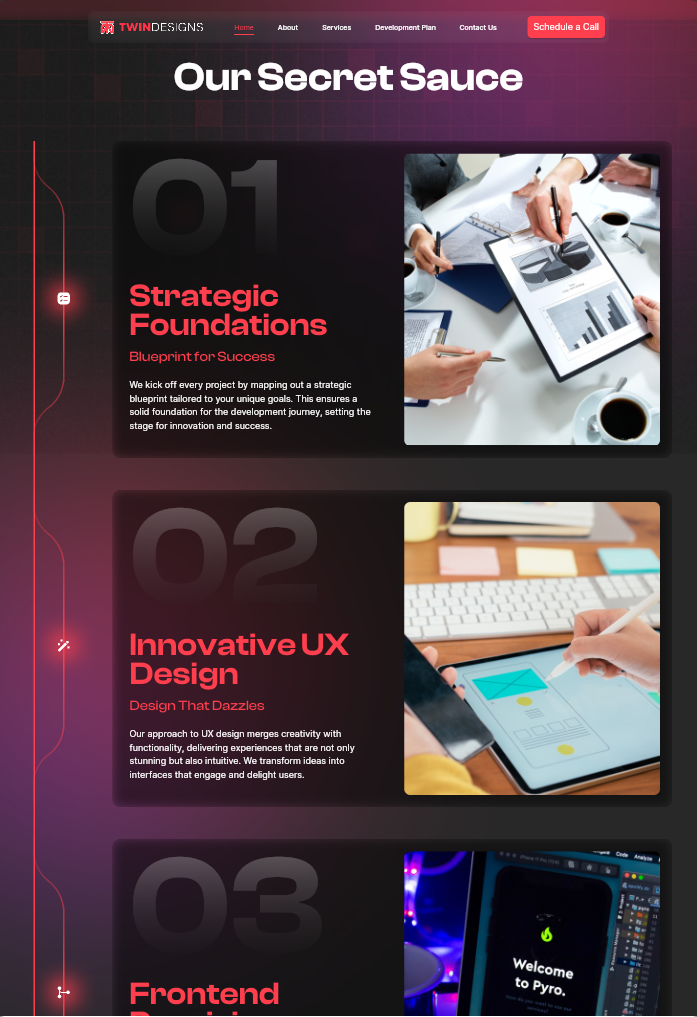 TWINDESIGNS Home About Services Development Plan Contact Us Schedule a Call
Our Secret Sauce
01
Strategic
Foundations
Blueprint for Success
We kick off every project by mapping out a strategic
blueprint tailored to your unique goals. This ensures a
solid foundation for the development journey, setting the
stage for innovation and success.
02
Innovative UX
Design
Design That Dazzles
Our approach to UX design merges creativity with
functionality, delivering experiences that are not only
stunning but also intuitive. We transform ideas into
interfaces that engage and delight users.
03
Navigate Code Analyze
Welcome
to Pyro.
Frontend